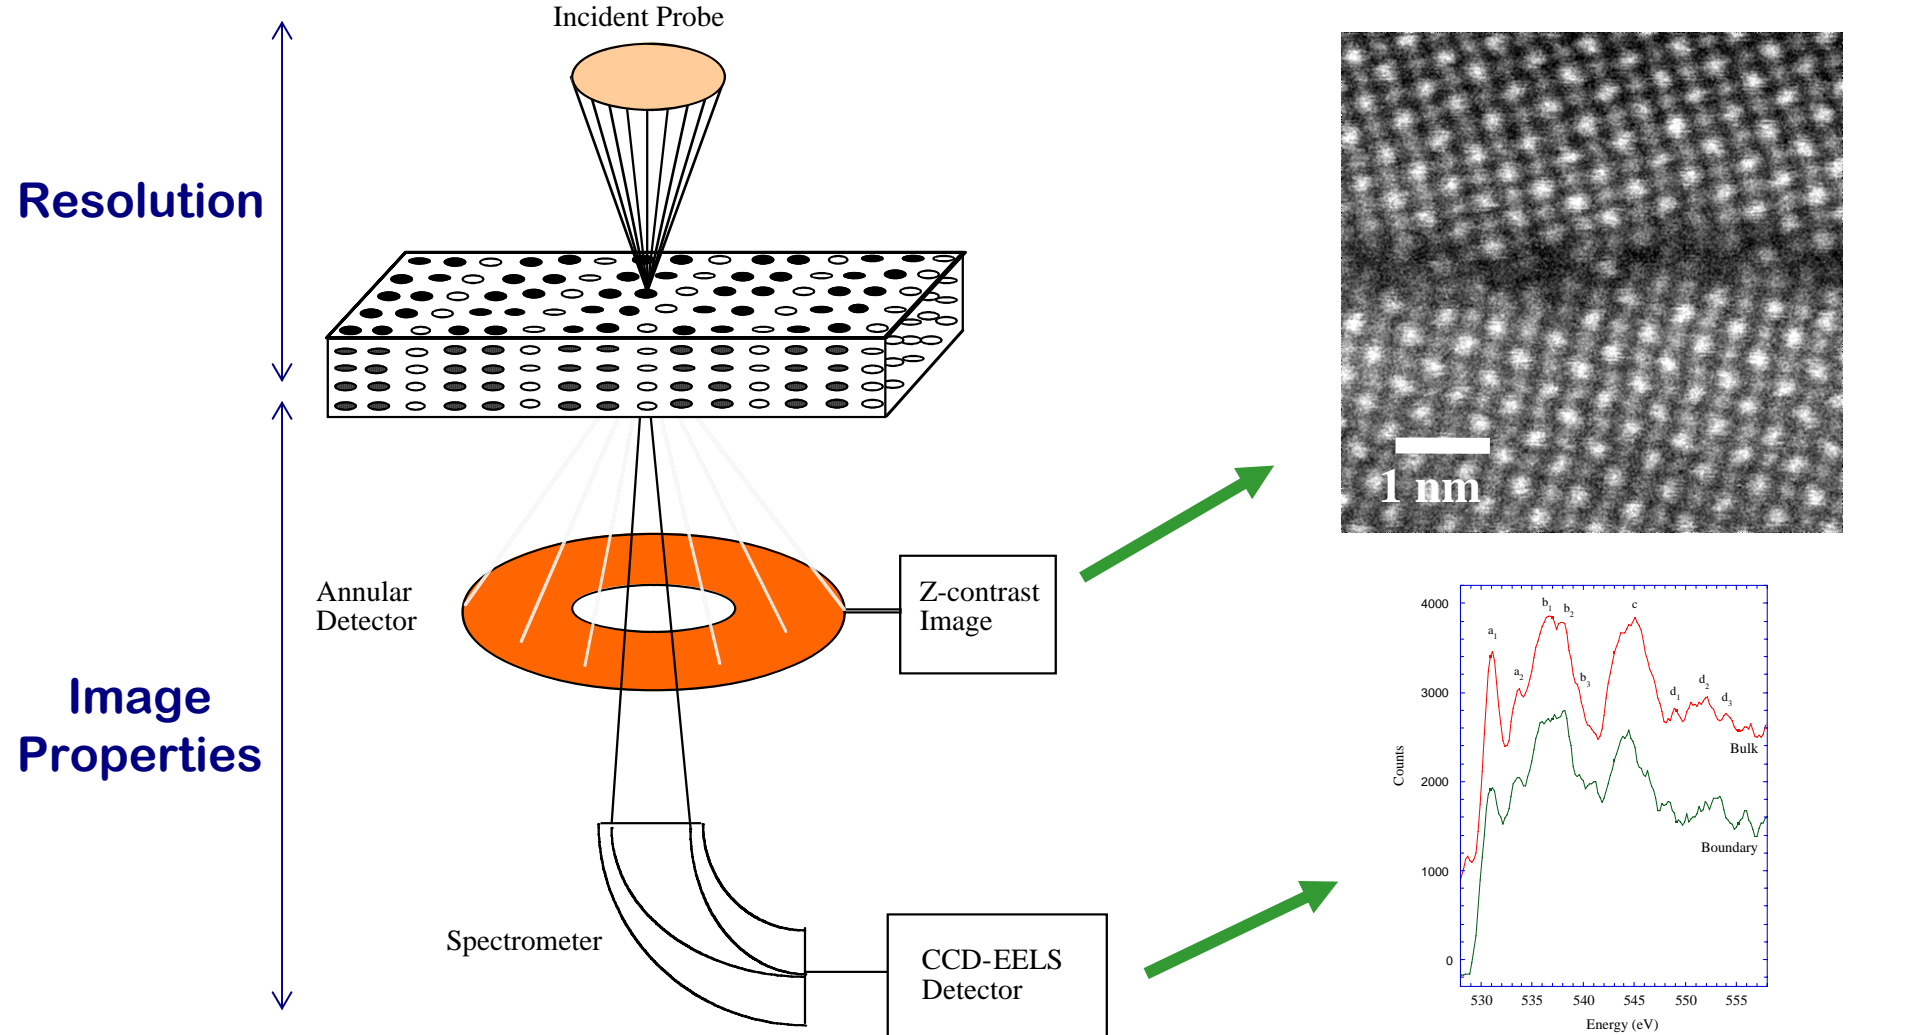 Incident Probe
Resolution
Annular
Detector
Z-contrast
Image
Image
Properties
Spectrometer
CCD-EELS
Detector
1 nm
4000
3000
2000
1000
0
Counts
a1
a2
b1
b2
b3
c
d1
d2
d3
Bulk
Boundary
530 535 540 545 550 555
Energy (eV)